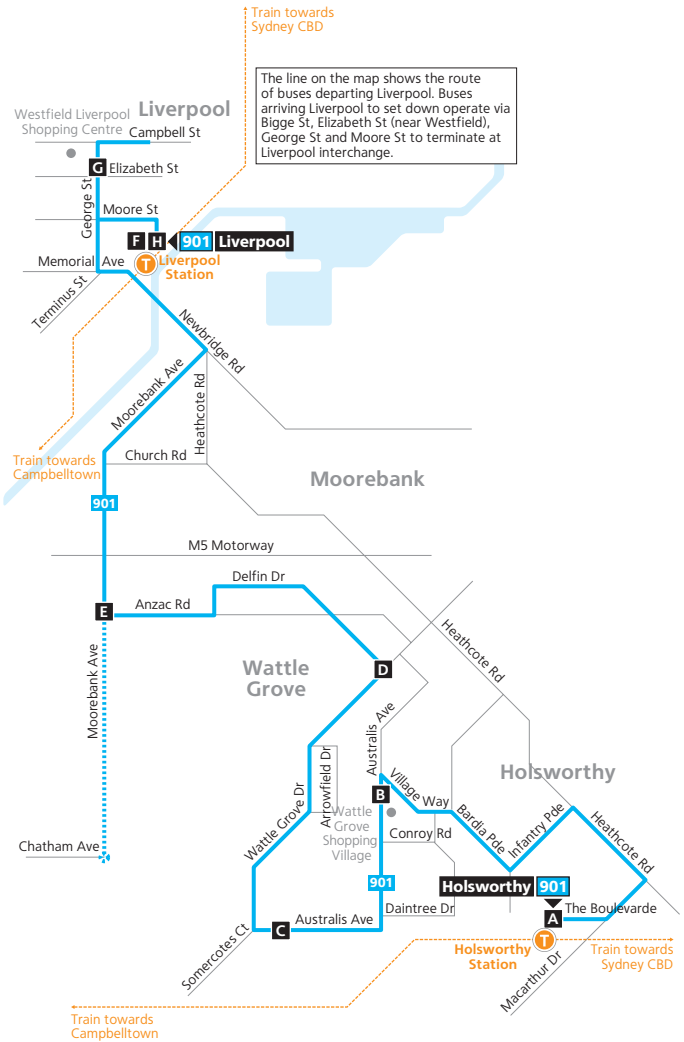 Train towards
Sydney CBD
The line on the map shows the route
of buses departing Liverpool. Buses
arriving Liverpool to set down operate via
Bigge St, Elizabeth St (near Westfield),
George St and Moore St to terminate at
Liverpool interchange.
Westfield Liverpool
Shopping Centre
Liverpool
Campbell St
G
Elizabeth St
George St
Moore St
F
H
901
Liverpool
Memorial Ave
T
Liverpool
Station
Terminus St
Newbridge Rd
Moorebank Ave
Heathcote Rd
Train towards
Campbelltown
Church Rd
Moorebank
901
M5 Motorway
Delfin Dr
E
Anzac Rd
Heathcote Rd
Wattle
Grove
D
Moorebank Ave
Australis Ave
Holsworthy
Arrowfield Dr
B
Village Way
Wattle
Grove
Shopping
Village
Bardia Pde
Infantry Pde
Heathcote Rd
Wattle Grove Dr
Conroy Rd
Chatham Ave
901
Holsworthy
901
Daintree Dr
A
The Boulevarde
Australis Ave
C
Somercotes Ct
Holsworthy
Station
T
Train towards
Sydney CBD
Macarthur Dr
Train towards
Campbelltown